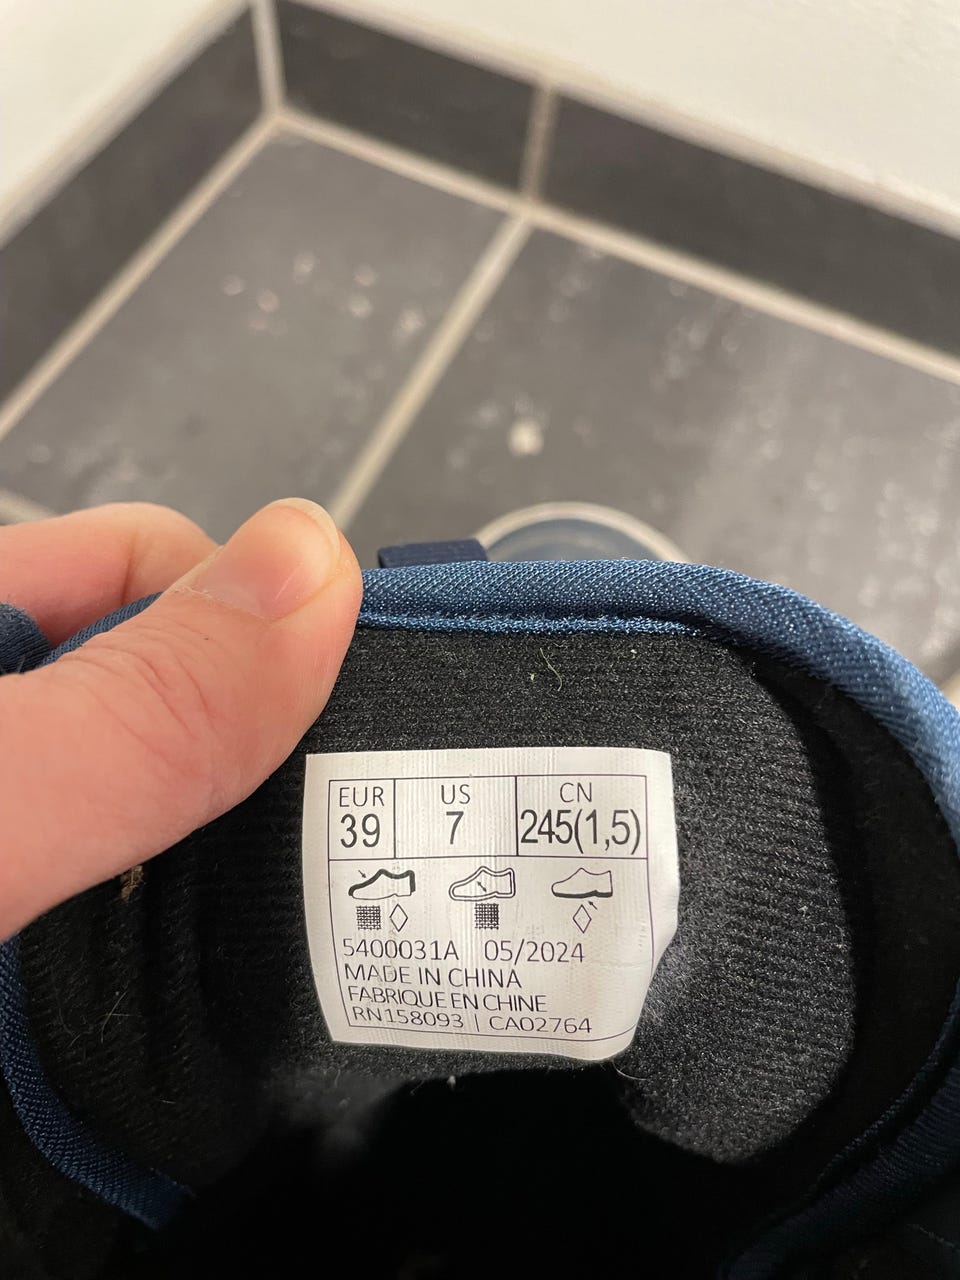 EUR US CN
39 7 245(1,5)
5400031A 05/2024
MADE IN CHINA
FABRIQUE EN CHINE
RN158093 | CA02764